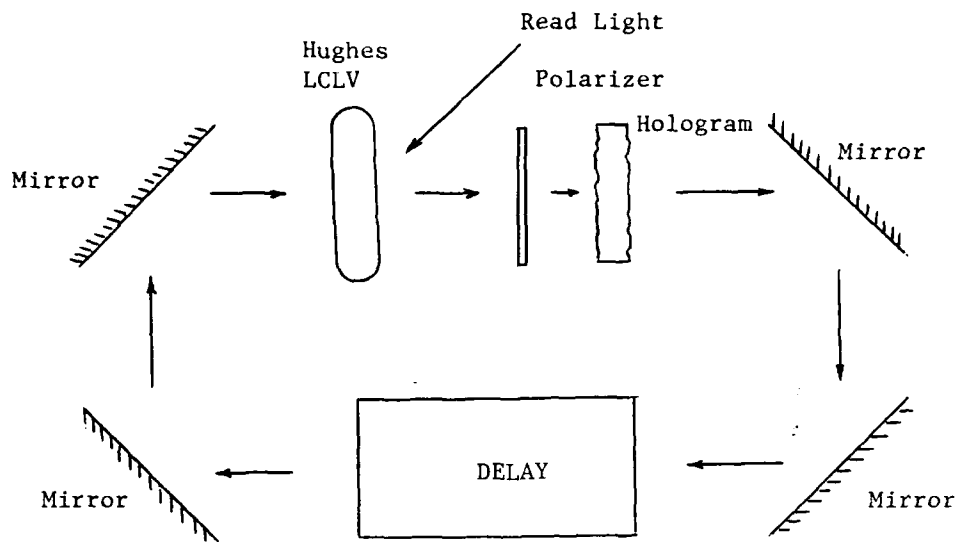 Read Light
Hughes
LCLV
Polarizer
Hologram
Mirror
Mirror
DELAY
Mirror
Mirror